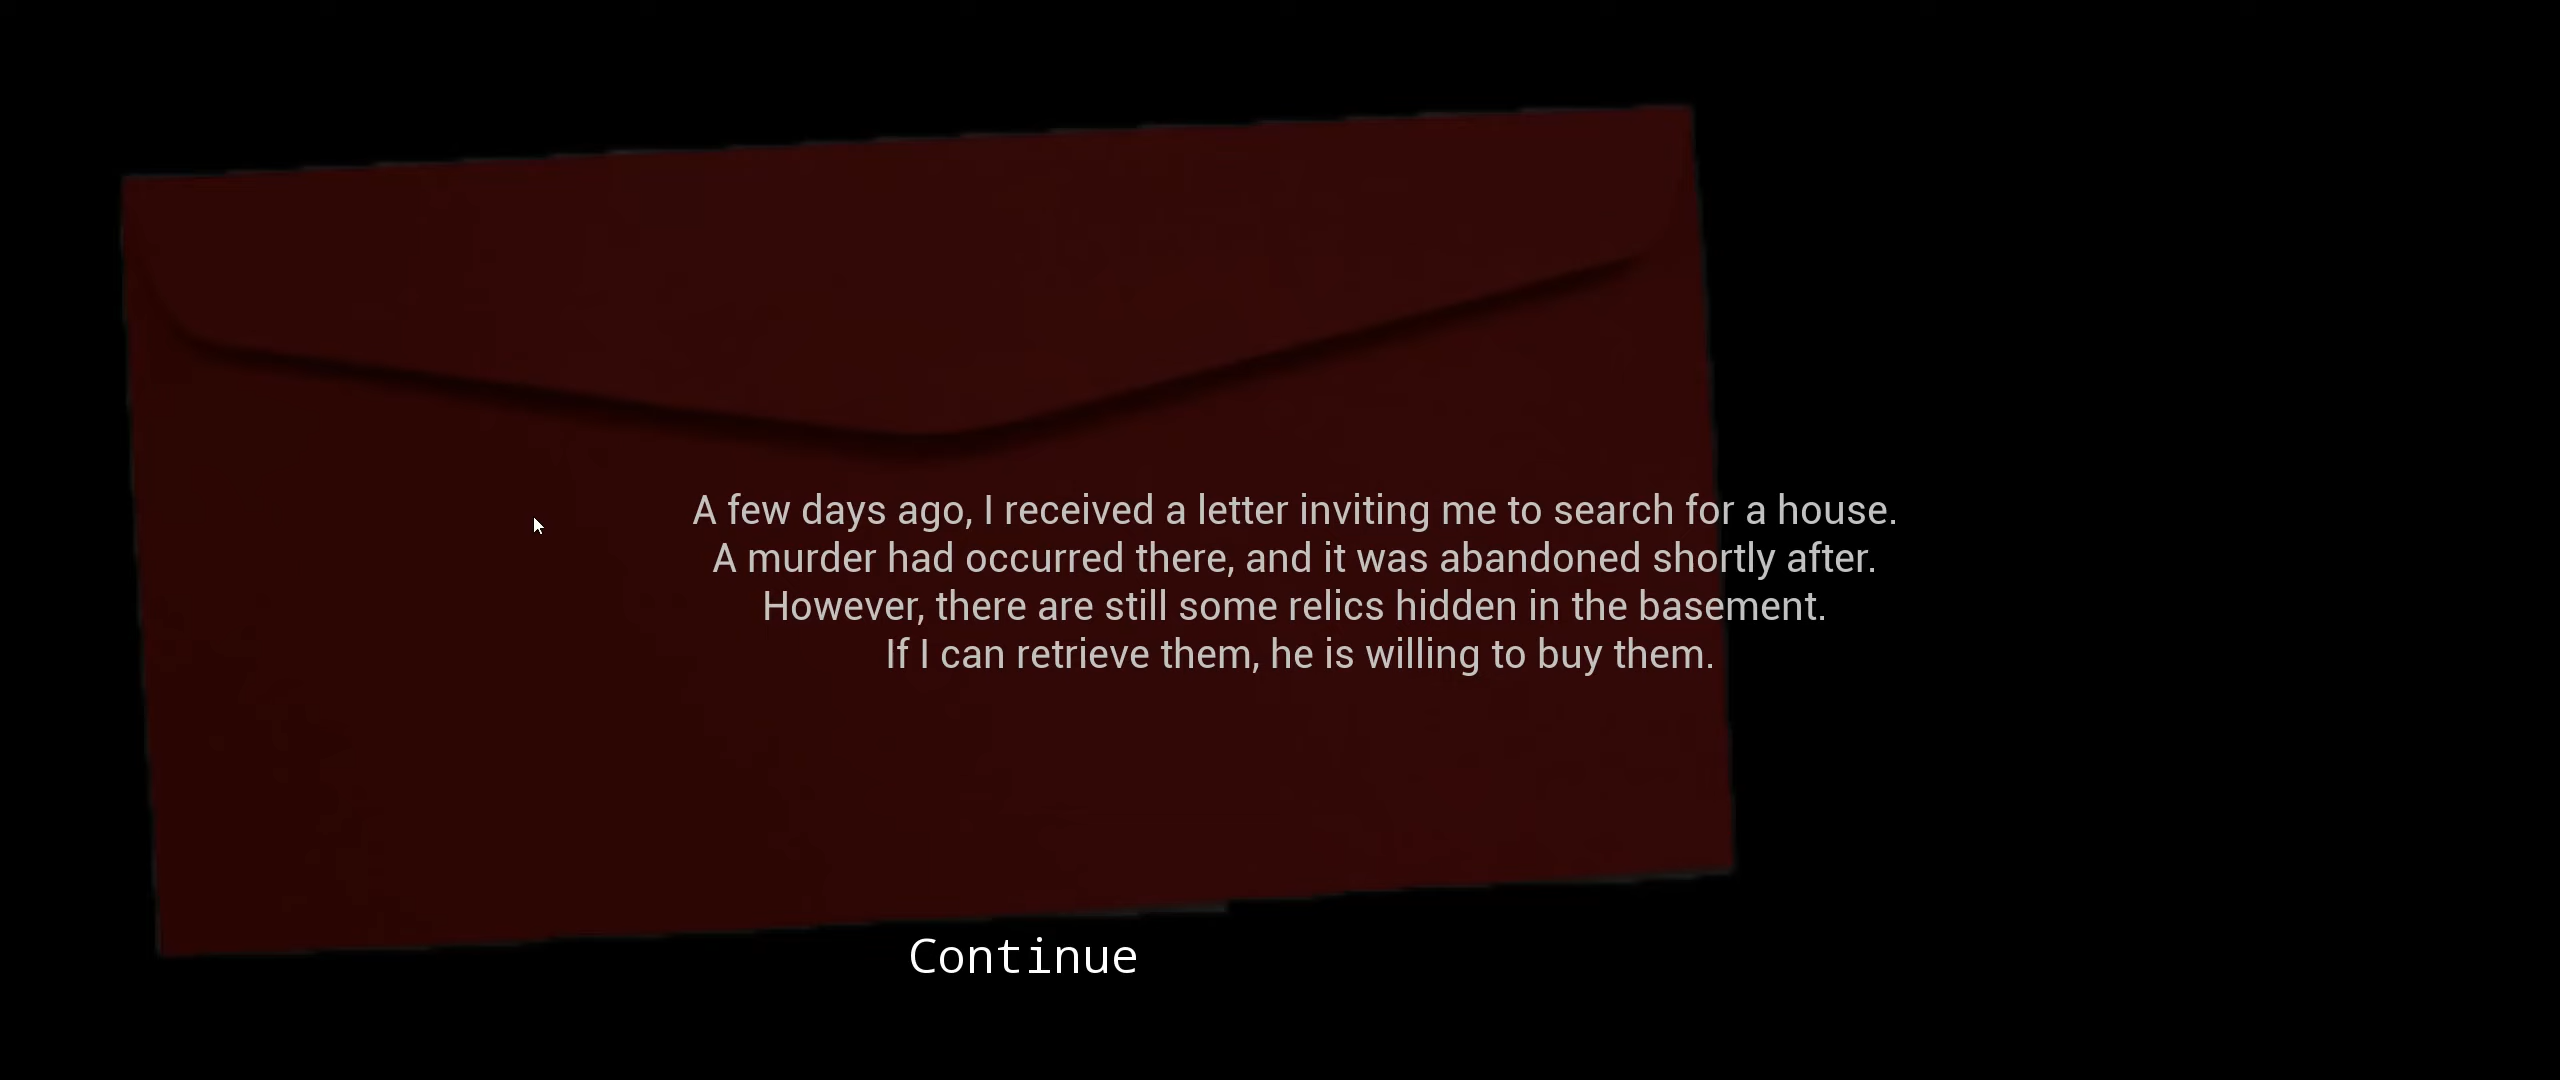 A few days ago, I received a letter inviting me to search for a house.
A murder had occurred there, and it was abandoned shortly after.
However, there are still some relics hidden in the basement.
If I can retrieve them, he is willing to buy them.
Continue